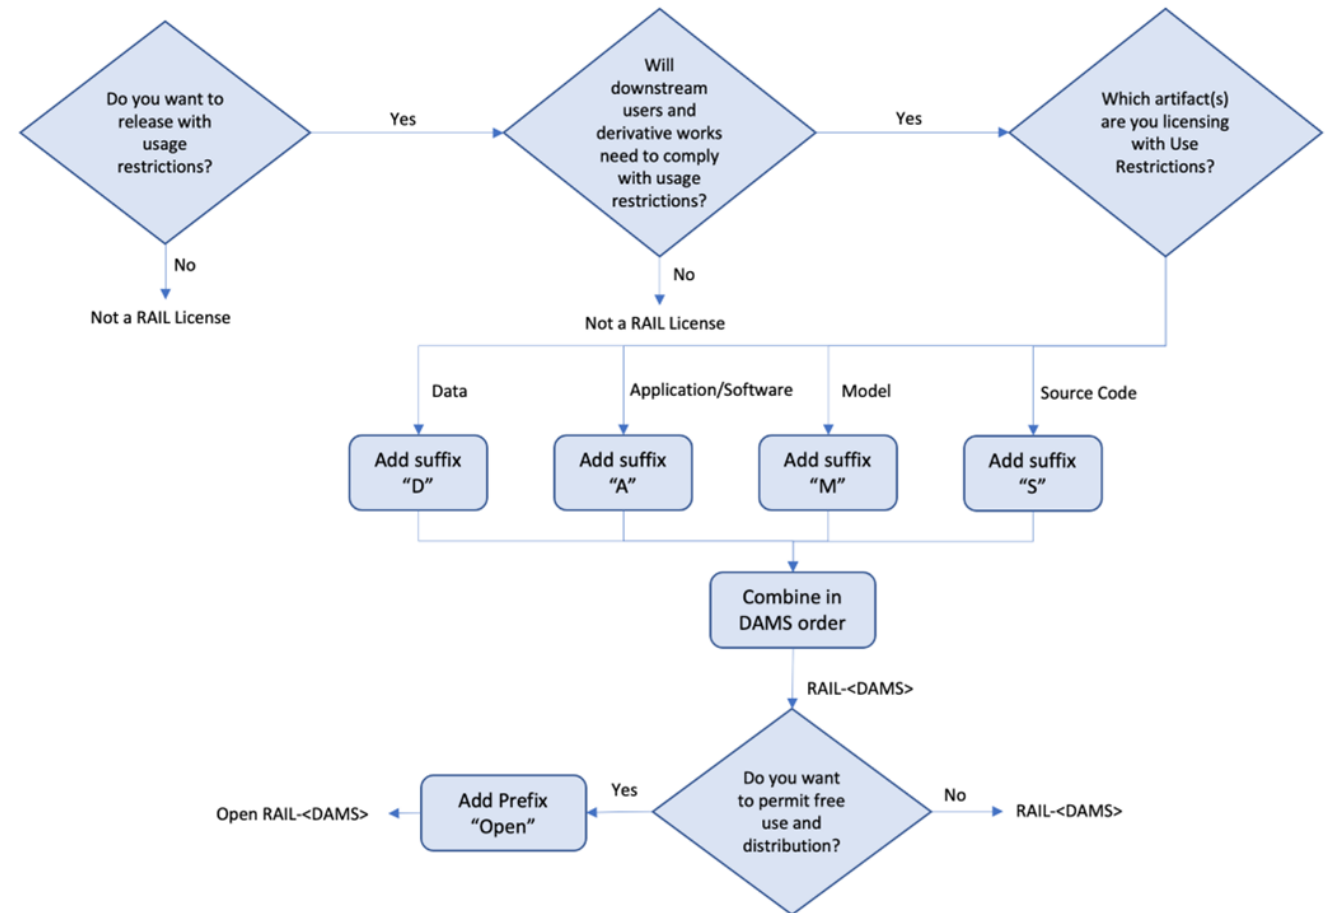 Do you want to
release with
usage
restrictions?
Yes
Will
downstream
users and
derivative works
need to comply
with usage
restrictions?
Yes
Which artifact(s)
are you licensing
with Use
Restrictions?
No
Not a RAIL License
No
Not a RAIL License
Data
Application/Software
Model
Source Code
Add suffix
“D”
Add suffix
“A”
Add suffix
“M”
Add suffix
“S”
Combine in
DAMS order
RAIL-<DAMS>
Do you want
to permit free
use and
distribution?
Yes
Add Prefix
“Open”
Open RAIL-<DAMS>
No
RAIL-<DAMS>